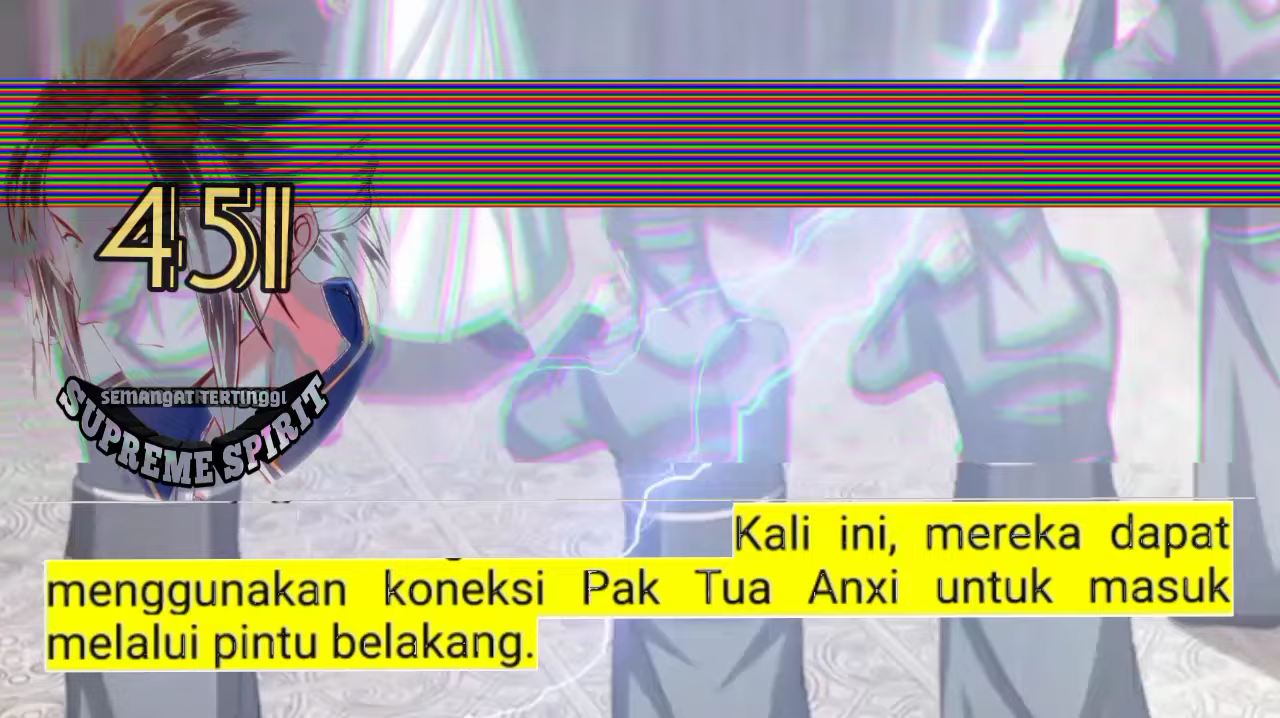 451
SEMANGAT TERTINGGI
SUPREME SPIRIT
Kali ini, mereka dapat
menggunakan koneksi Pak Tua Anxi untuk masuk
melalui pintu belakang.